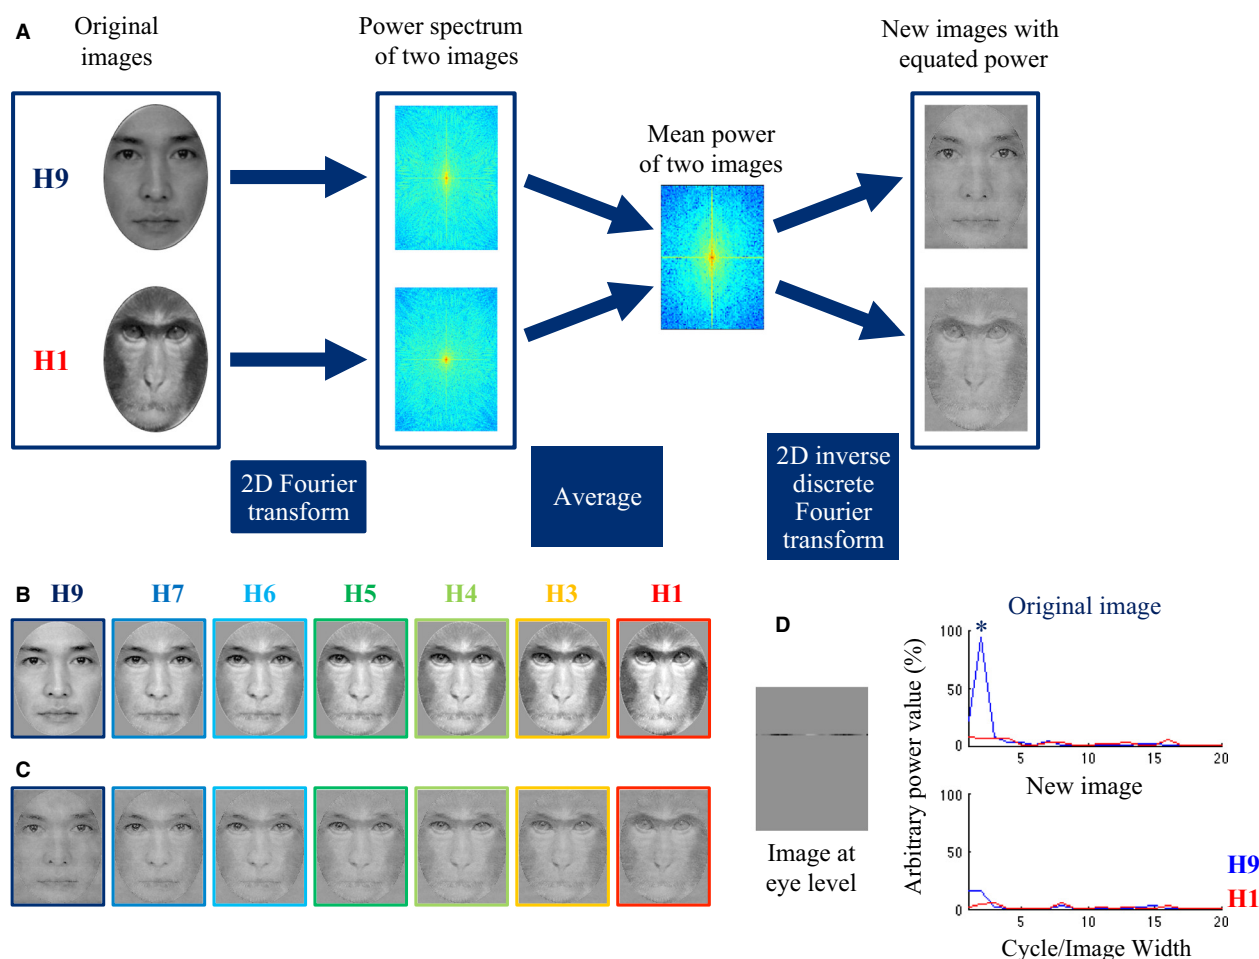 A
Original
images
Power spectrum
of two images
New images with
equated power
Mean power
of two images
H9
H1
2D Fourier
transform
Average
2D inverse
discrete
Fourier
transform
B
H9 H7 H6 H5 H4 H3 H1
C
D
Image at
eye level
Original image
*
Arbitrary power value (%)
100
50
0
5 10 15 20
New image
100
50
0
5 10 15 20
H9
H1
Cycle/Image Width